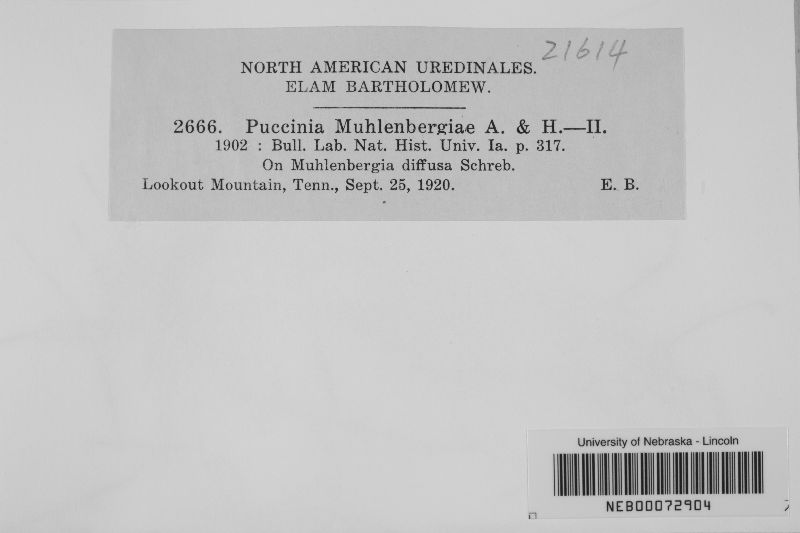 21614
NORTH AMERICAN UREDINALES.
ELAM BARTHOLOMEW.
2666. Puccinia Muhlenbergiae A. & H.—II.
1902 : Bull. Lab. Nat. Hist. Univ. Ia. p. 317.
On Muhlenbergia diffusa Schreb.
Lookout Mountain, Tenn., Sept. 25, 1920. E. B.
University of Nebraska - Lincoln
NEB00072904